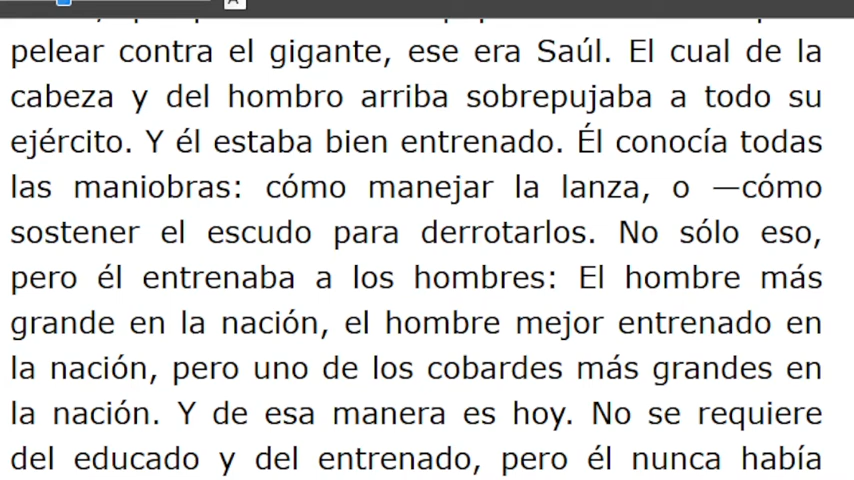 pelear contra el gigante, ese era Saúl. El cual de la
cabeza y del hombro arriba sobrepujaba a todo su
ejército. Y él estaba bien entrenado. Él conocía todas
las maniobras: cómo manejar la lanza, o —cómo
sostener el escudo para derrotarlos. No sólo eso,
pero él entrenaba a los hombres: El hombre más
grande en la nación, el hombre mejor entrenado en
la nación, pero uno de los cobardes más grandes en
la nación. Y de esa manera es hoy. No se requiere
del educado y del entrenado, pero él nunca había